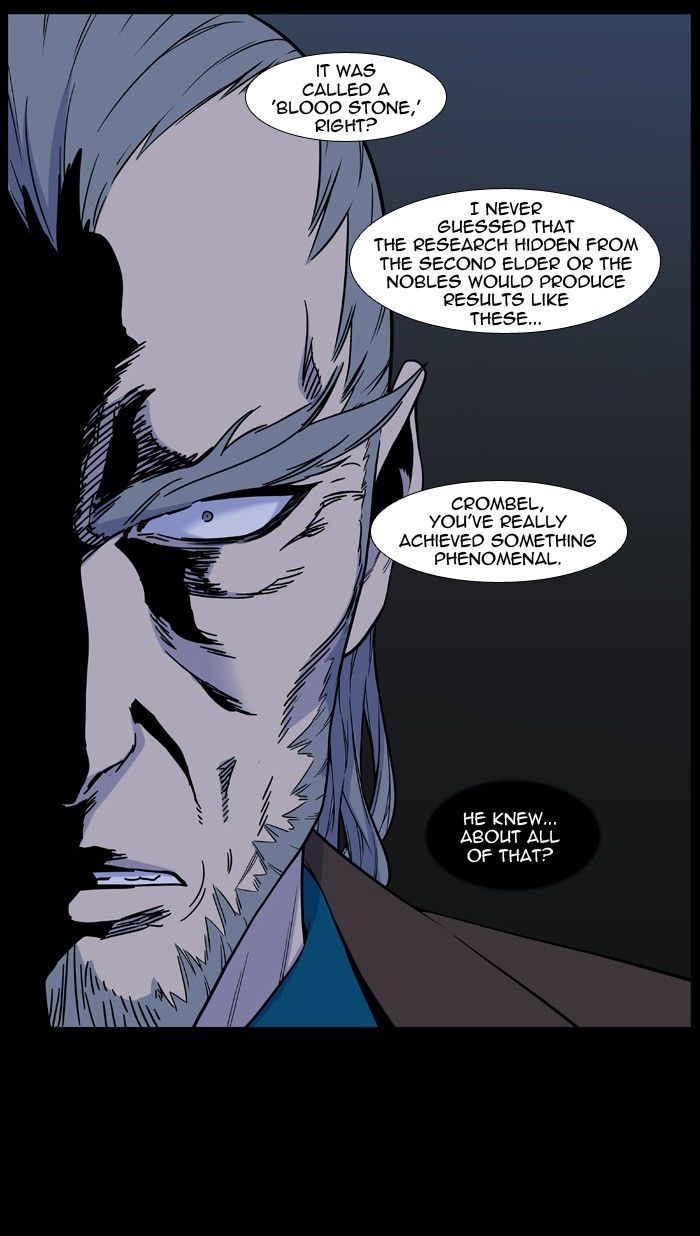 IT WAS
CALLED A
'BLOOD STONE,'
RIGHT?
I NEVER
GUESSED THAT
THE RESEARCH HIDDEN FROM
THE SECOND ELDER OR THE
NOBLES WOULD PRODUCE
RESULTS LIKE
THESE...
CROMBEL,
YOU'VE REALLY
ACHIEVED SOMETHING
PHENOMENAL.
HE KNEW...
ABOUT ALL
OF THAT?